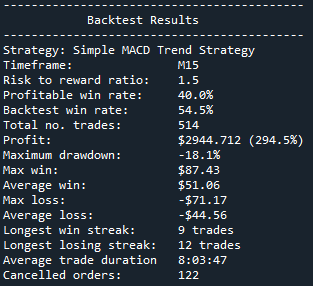 ----------------------------------------
Backtest Results
----------------------------------------
Strategy: Simple MACD Trend Strategy
Timeframe: M15
Risk to reward ratio: 1.5
Profitable win rate: 40.0%
Backtest win rate: 54.5%
Total no. trades: 514
Profit: $2944.712 (294.5%)
Maximum drawdown: -18.1%
Max win: $87.43
Average win: $51.06
Max loss: -$71.17
Average loss: -$44.56
Longest win streak: 9 trades
Longest losing streak: 12 trades
Average trade duration 8:03:47
Cancelled orders: 122